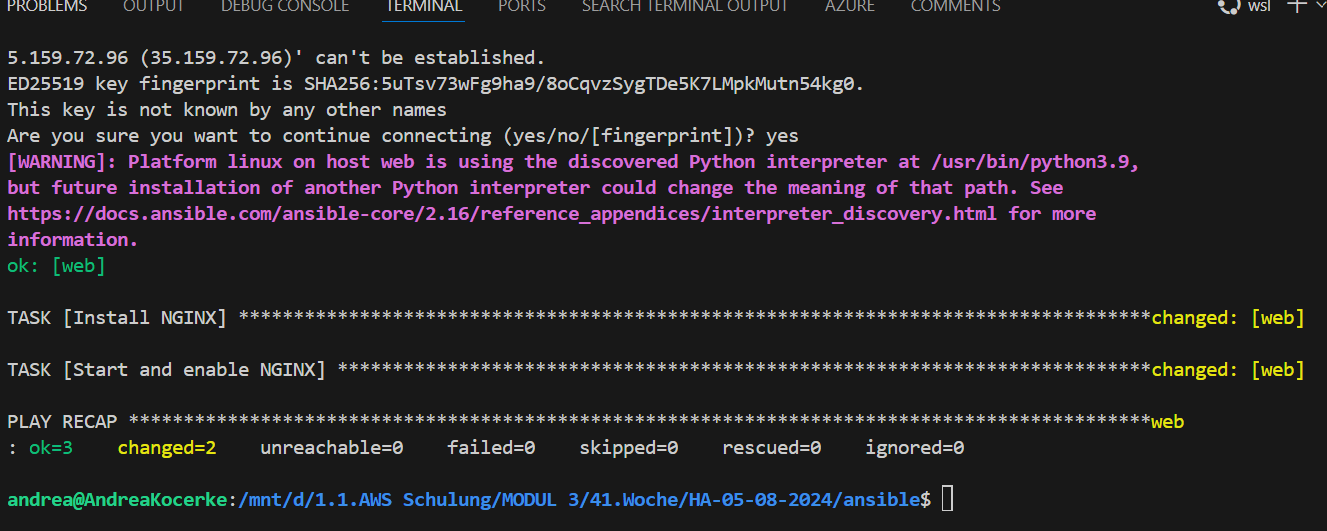 PROBLEMS OUTPUT DEBUG CONSOLE TERMINAL PORTS SEARCH TERMINAL OUTPUT AZURE COMMENTS wsl
5.159.72.96 (35.159.72.96)' can't be established.
ED25519 key fingerprint is SHA256:5uTsv73wFg9ha9/8oCqvzSygTDe5K7LMpkMutn54kg0.
This key is not known by any other names
Are you sure you want to continue connecting (yes/no/[fingerprint])? yes
[WARNING]: Platform linux on host web is using the discovered Python interpreter at /usr/bin/python3.9,
but future installation of another Python interpreter could change the meaning of that path. See
https://docs.ansible.com/ansible-core/2.16/reference_appendices/interpreter_discovery.html for more
information.
ok: [web]
TASK [Install NGINX] ***********************************************************************************changed: [web]
TASK [Start and enable NGINX] **************************************************************************changed: [web]
PLAY RECAP *********************************************************************************************web
: ok=3    changed=2    unreachable=0    failed=0    skipped=0    rescued=0    ignored=0
andrea@AndreaKocerke:/mnt/d/1.1.AWS Schulung/MODUL 3/41.Woche/HA-05-08-2024/ansible$